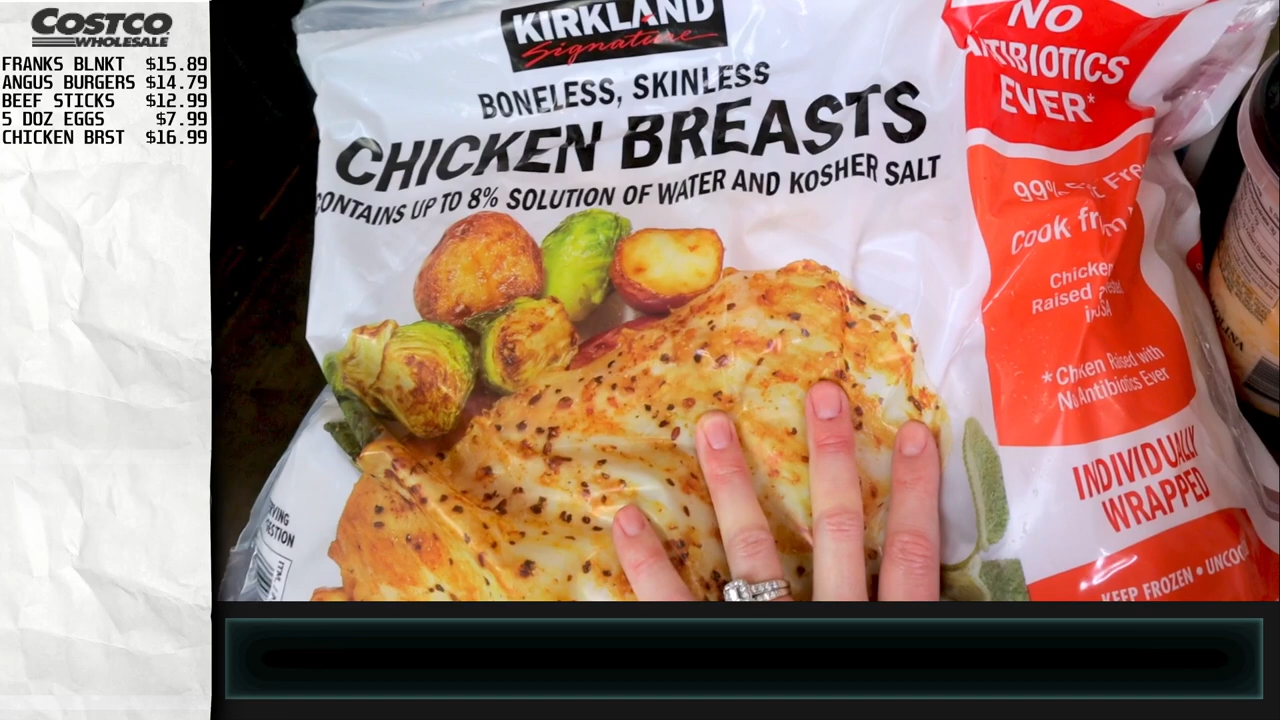 COSTCO
WHOLESALE
FRANKS BLNKT $15.89
ANGUS BURGERS $14.79
BEEF STICKS $12.99
5 DOZ EGGS $7.99
CHICKEN BRST $16.99
KIRKLAND
Signature
BONELESS, SKINLESS
CHICKEN BREASTS
CONTAINS UP TO 8% SOLUTION OF WATER AND KOSHER SALT
NO
ANTIBIOTICS
EVER*
99% Fre
Cook from
Chicken
Raised
in USA
*Chicken Raised with
No Antibiotics Ever
INDIVIDUALLY
WRAPPED
KEEP FROZEN • UNCOO